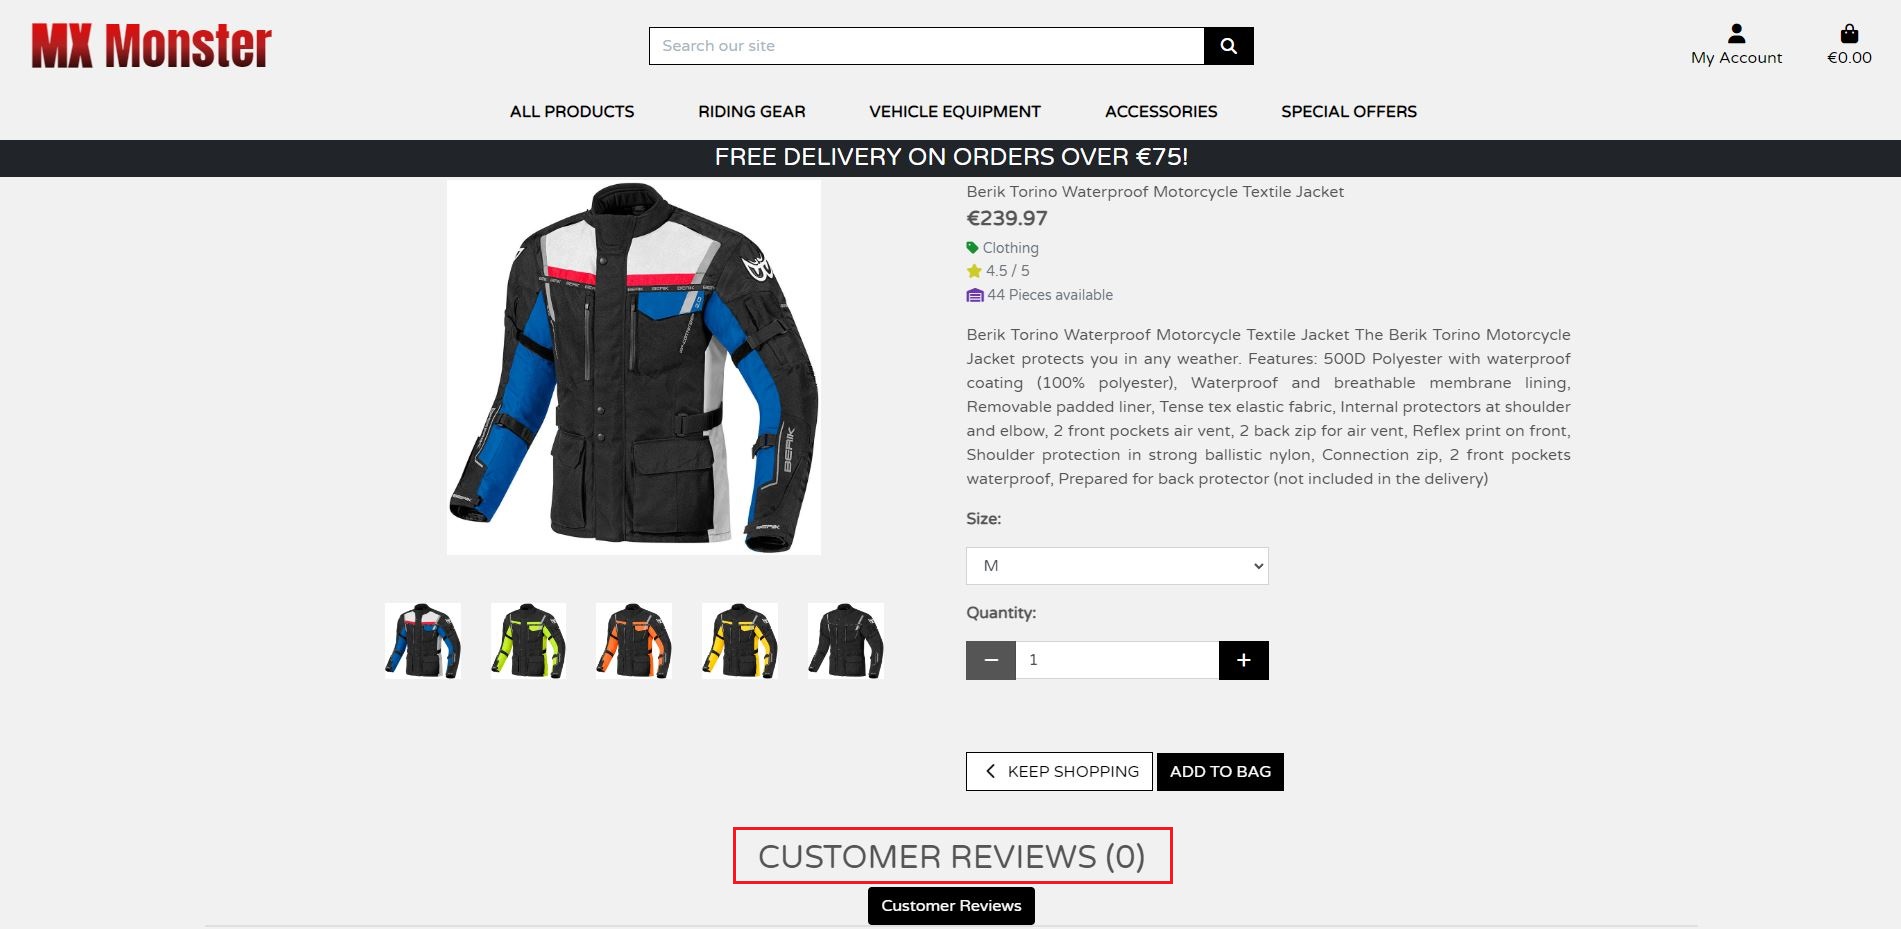 MX Monster
Search our site
My Account
€0.00
ALL PRODUCTS
RIDING GEAR
VEHICLE EQUIPMENT
ACCESSORIES
SPECIAL OFFERS
FREE DELIVERY ON ORDERS OVER €75!
Berik Torino Waterproof Motorcycle Textile Jacket
€239.97
Clothing
4.5 / 5
44 Pieces available
Berik Torino Waterproof Motorcycle Textile Jacket The Berik Torino Motorcycle
Jacket protects you in any weather. Features: 500D Polyester with waterproof
coating (100% polyester), Waterproof and breathable membrane lining,
Removable padded liner, Tense tex elastic fabric, Internal protectors at shoulder
and elbow, 2 front pockets air vent, 2 back zip for air vent, Reflex print on front,
Shoulder protection in strong ballistic nylon, Connection zip, 2 front pockets
waterproof, Prepared for back protector (not included in the delivery)
BERIK
BERIK
BERIK
Size:
M
Quantity:
1
KEEP SHOPPING
ADD TO BAG
CUSTOMER REVIEWS (0)
Customer Reviews